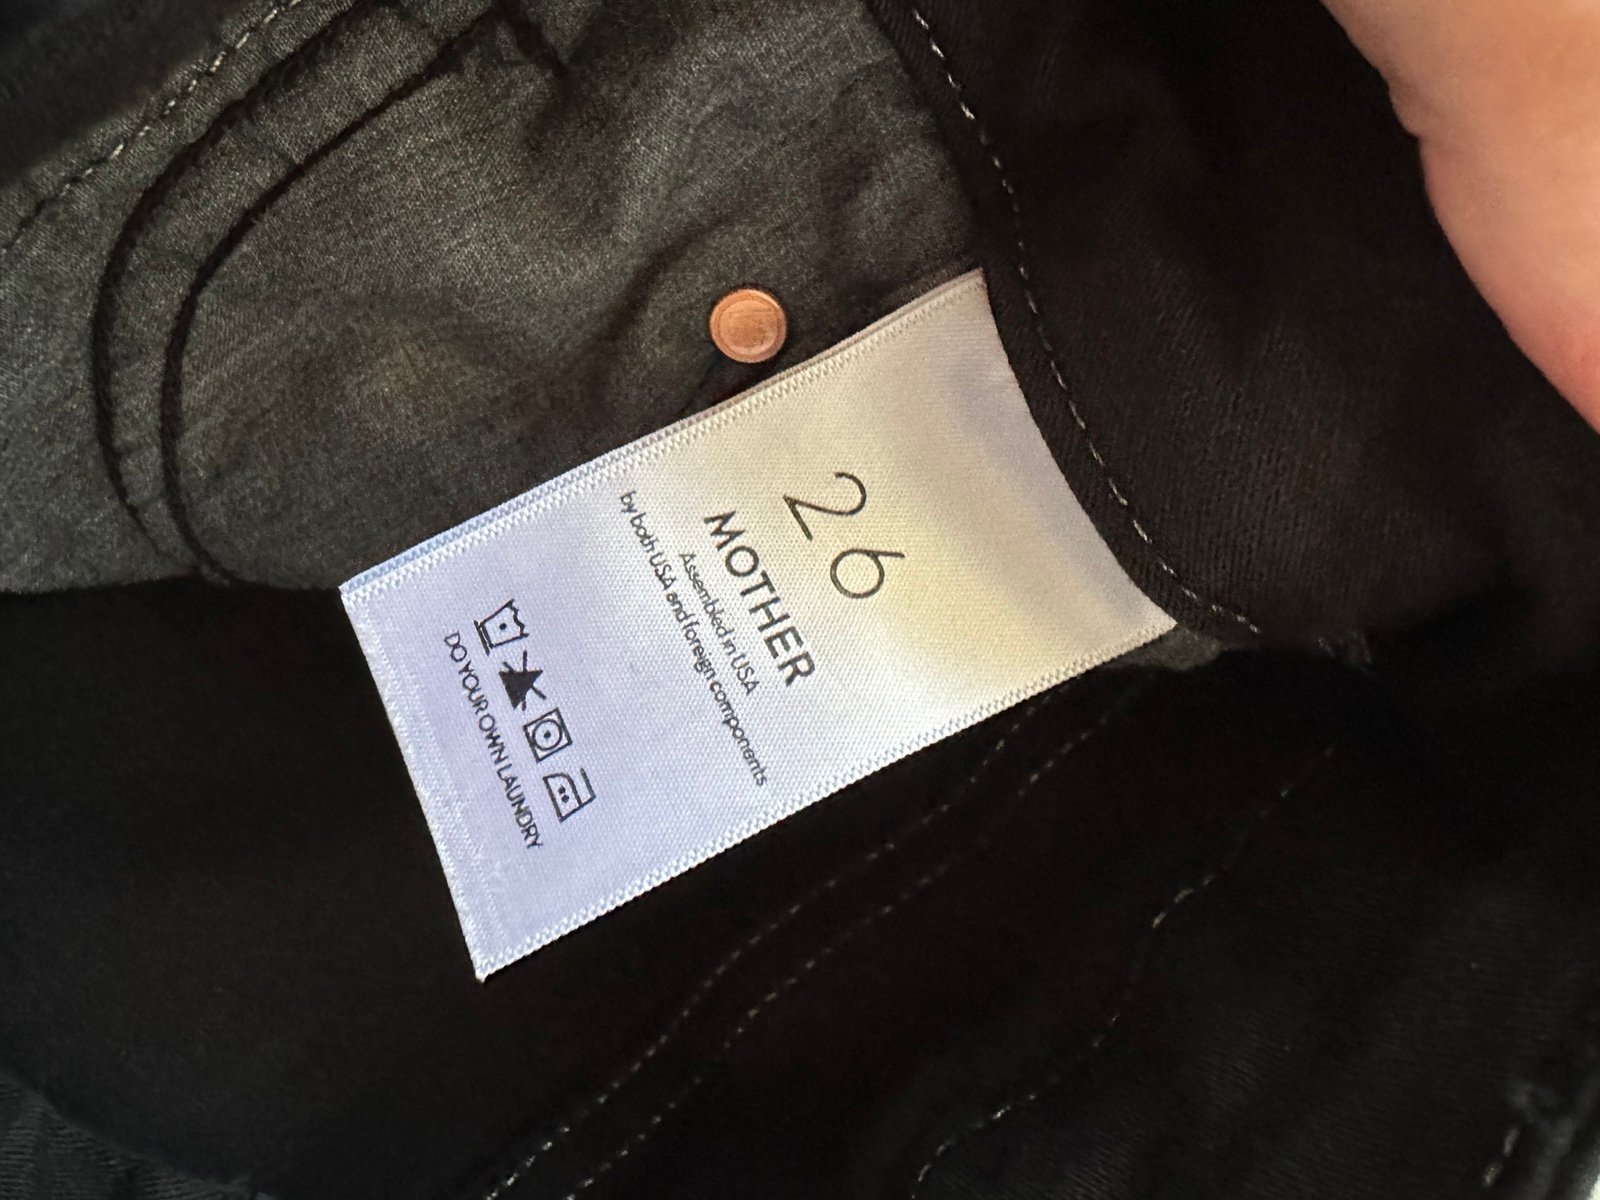 26
MOTHER
Assembled in USA
by both USA and foreign components
DO YOUR OWN LAUNDRY